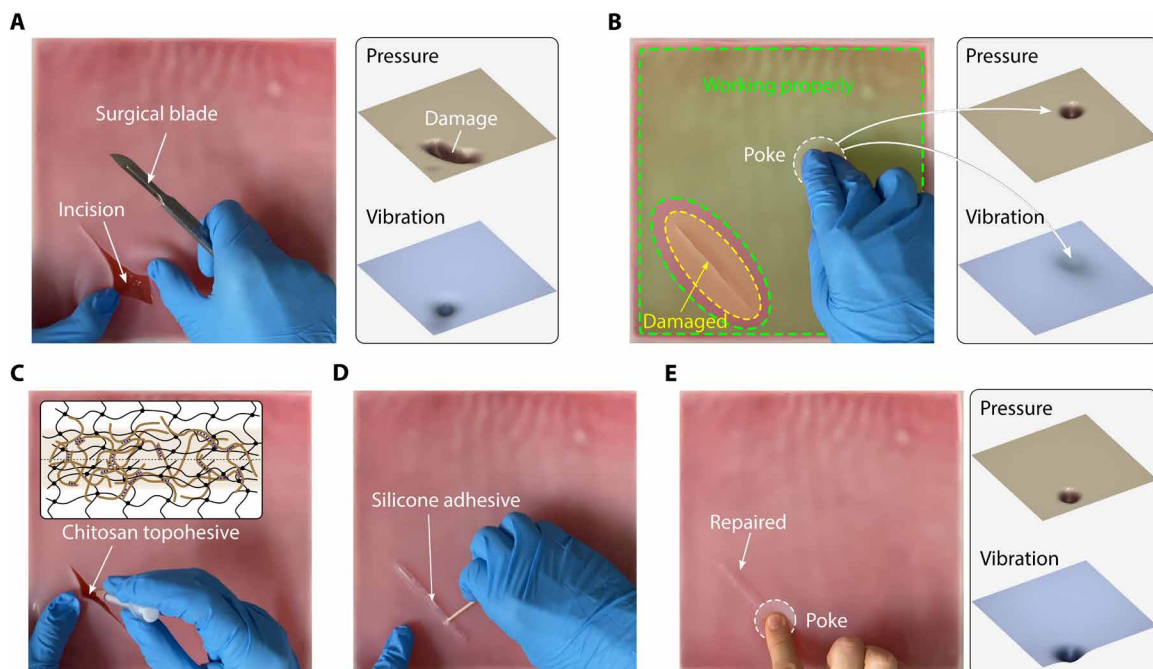 A
Surgical blade
Incision
Pressure
Damage
Vibration
B
Working properly
Poke
Damaged
Pressure
Vibration
C
Chitosan topohesive
D
Silicone adhesive
E
Repaired
Poke
Pressure
Vibration